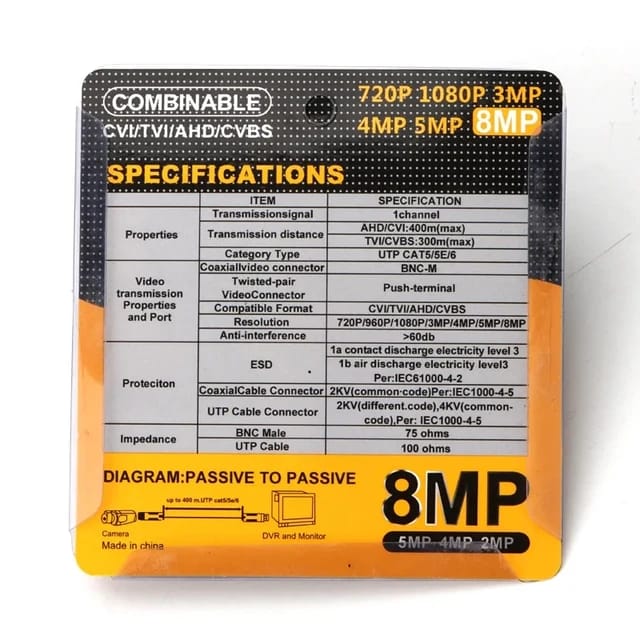 COMBINABLE
CVI/TVI/AHD/CVBS
720P 1080P 3MP
4MP 5MP 8MP
SPECIFICATIONS
ITEM SPECIFICATION
Properties
Transmissionsignal 1channel
Transmission distance AHD/CVI:400m(max)
TVI/CVBS:300m(max)
Category Type UTP CAT5/5E/6
Video
transmission
Properties
and Port
Coaxiallvideo connector BNC-M
Twisted-pair
VideoConnector Push-terminal
Compatible Format CVI/TVI/AHD/CVBS
Resolution 720P/960P/1080P/3MP/4MP/5MP/8MP
Anti-interference >60db
Proteciton
ESD 1a contact discharge electricity level 3
1b air discharge electricity level3
Per:IEC61000-4-2
CoaxialCable Connector 2KV(common-code)Per:IEC1000-4-5
UTP Cable Connector 2KV(different.code),4KV(common-
code),Per: IEC1000-4-5
Impedance
BNC Male 75 ohms
UTP Cable 100 ohms
DIAGRAM:PASSIVE TO PASSIVE
up to 400 m.UTP cat5/5e/6
Camera
DVR and Monitor
Made in china
8MP
5MP 4MP 2MP